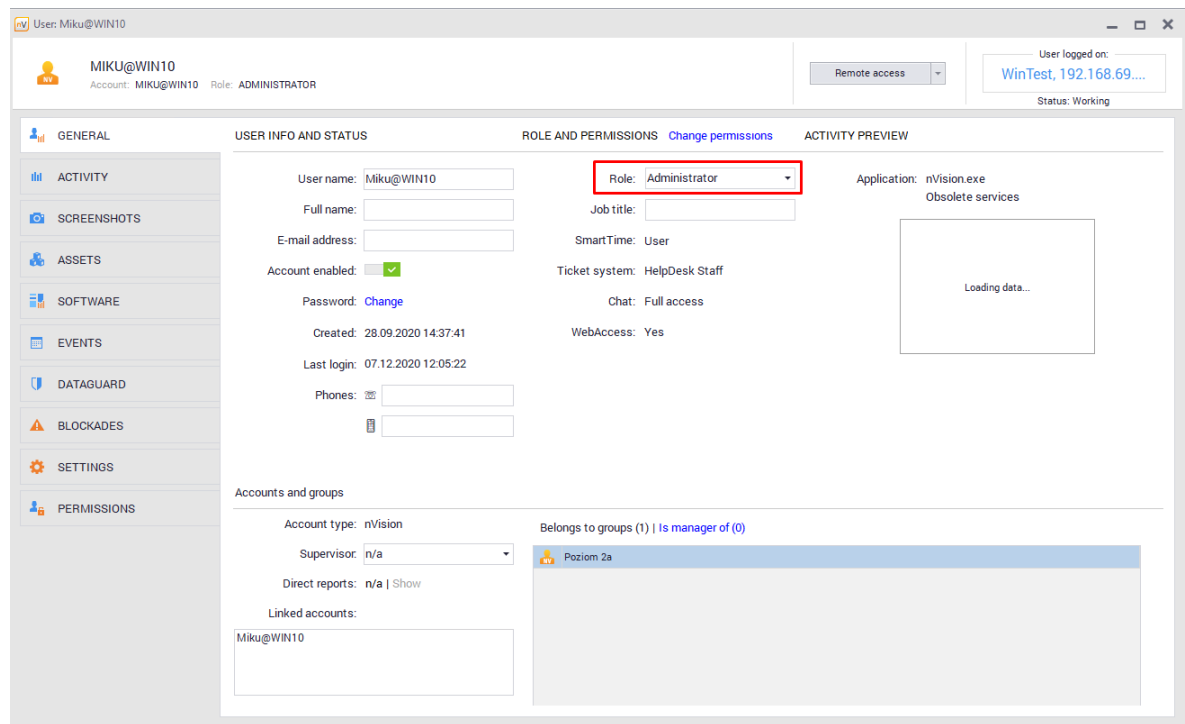 nV User: Miku@WIN10
MIKU@WIN10
Account: MIKU@WIN10 Role: ADMINISTRATOR
Remote access
User logged on:
WinTest, 192.168.69....
Status: Working
GENERAL
ACTIVITY
SCREENSHOTS
ASSETS
SOFTWARE
EVENTS
DATAGUARD
BLOCKADES
SETTINGS
PERMISSIONS
USER INFO AND STATUS
User name: Miku@WIN10
Full name:
E-mail address:
Account enabled:
Password: Change
Created: 28.09.2020 14:37:41
Last login: 07.12.2020 12:05:22
Phones:
ROLE AND PERMISSIONS Change permissions
Role: Administrator
Job title:
SmartTime: User
Ticket system: HelpDesk Staff
Chat: Full access
WebAccess: Yes
ACTIVITY PREVIEW
Application: nVision.exe
Obsolete services
Loading data...
Accounts and groups
Account type: nVision
Supervisor: n/a
Direct reports: n/a | Show
Linked accounts:
Miku@WIN10
Belongs to groups (1) | Is manager of (0)
NV Poziom 2a